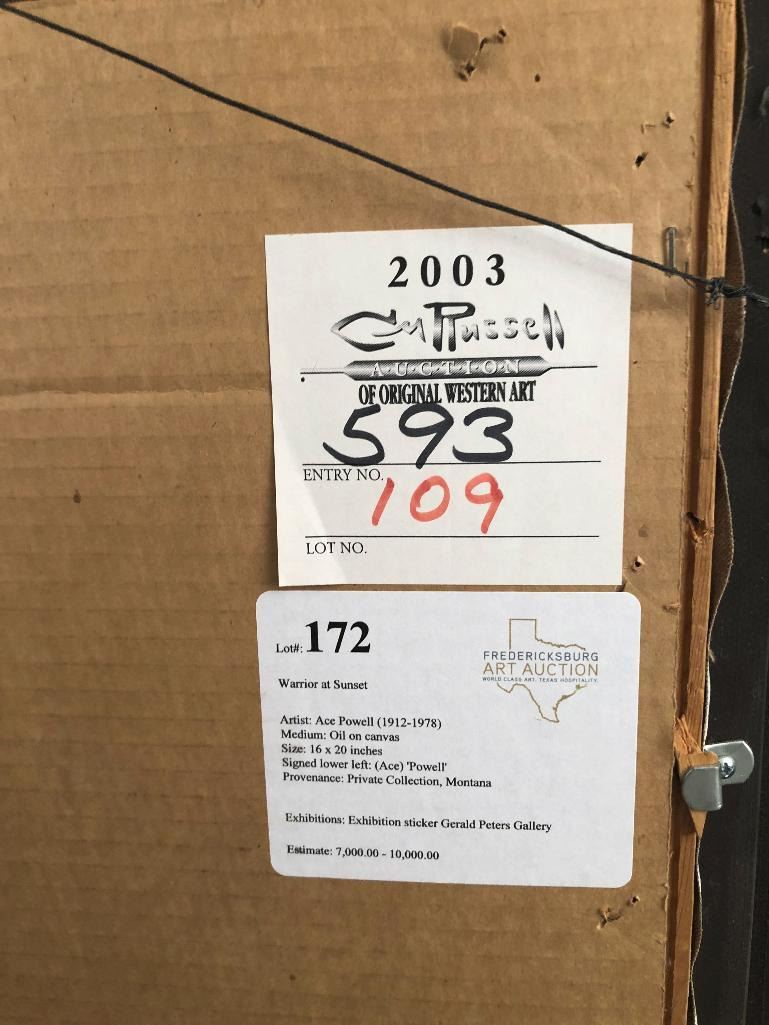 2003
CM Russell
AUCTION
OF ORIGINAL WESTERN ART
593
ENTRY NO.
109
LOT NO.
Lot#: 172
FREDERICKSBURG
ART AUCTION
WORLD CLASS ART. TEXAS HOSPITALITY.
Warrior at Sunset
Artist: Ace Powell (1912-1978)
Medium: Oil on canvas
Size: 16 x 20 inches
Signed lower left: (Ace) 'Powell'
Provenance: Private Collection, Montana
Exhibitions: Exhibition sticker Gerald Peters Gallery
Estimate: 7,000.00 - 10,000.00